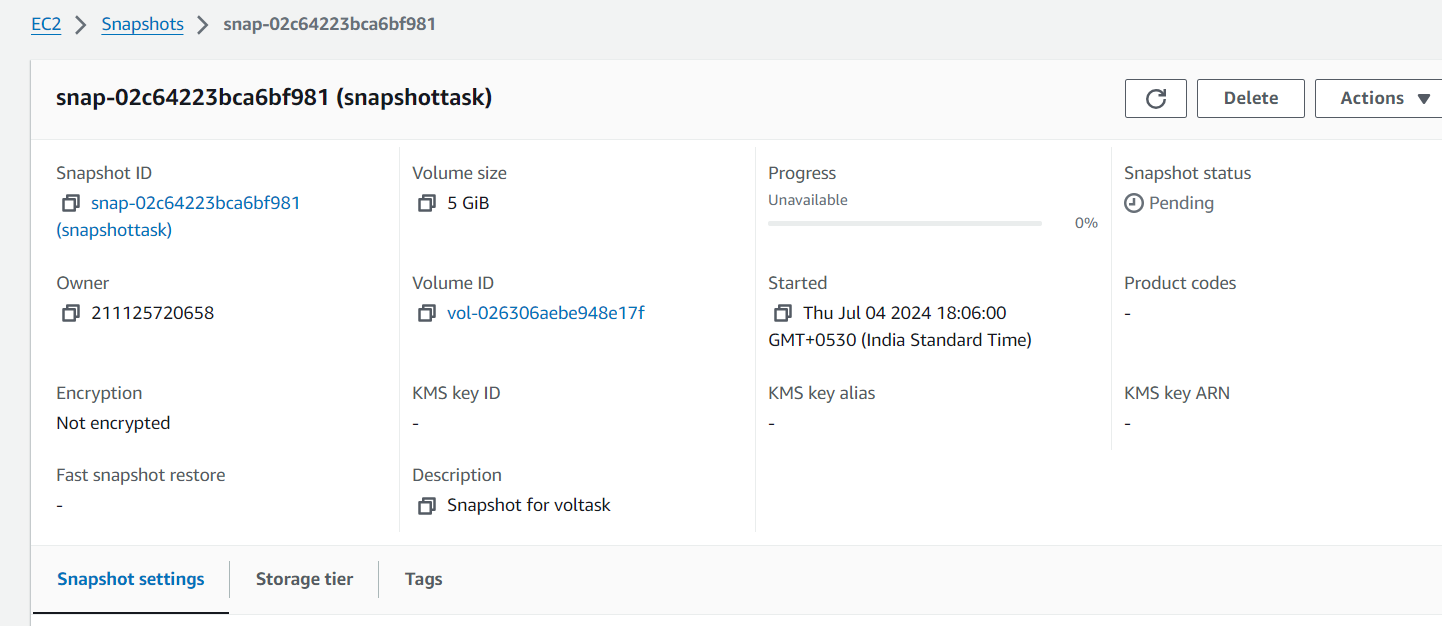 EC2 > Snapshots > snap-02c64223bca6bf981
snap-02c64223bca6bf981 (snapshottask)
Delete
Actions
Snapshot ID
snap-02c64223bca6bf981
(snapshottask)
Volume size
5 GiB
Progress
Unavailable
0%
Snapshot status
Pending
Owner
211125720658
Volume ID
vol-026306aebe948e17f
Started
Thu Jul 04 2024 18:06:00
GMT+0530 (India Standard Time)
Product codes
-
Encryption
Not encrypted
KMS key ID
-
KMS key alias
-
KMS key ARN
-
Fast snapshot restore
-
Description
Snapshot for voltask
Snapshot settings
Storage tier
Tags